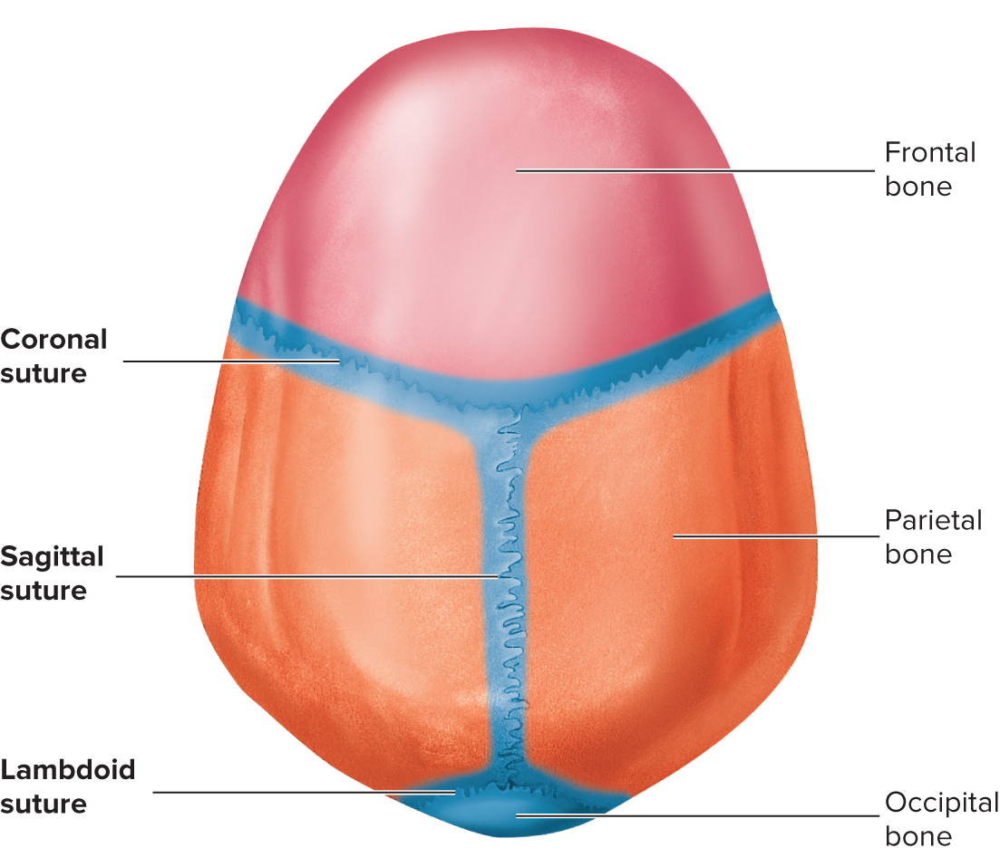 Frontal
bone
Coronal
suture
Parietal
bone
Sagittal
suture
Lambdoid
suture
Occipital
bone